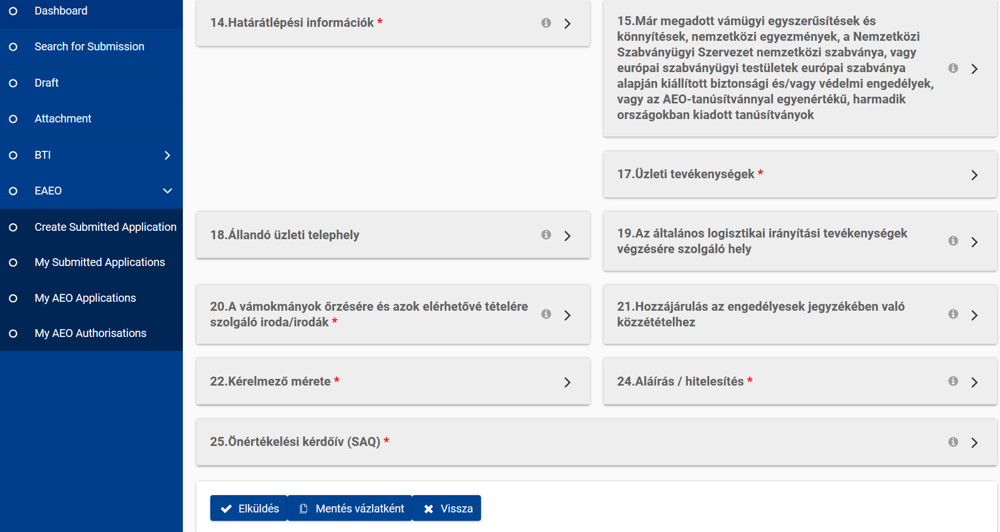 Dashboard
Search for Submission
Draft
Attachment
BTI
EAEO
Create Submitted Application
My Submitted Applications
My AEO Applications
My AEO Authorisations
14.Határátlépési információk *
15.Már megadott vámügyi egyszerűsítések és
könnyítések, nemzetközi egyezmények, a Nemzetközi
Szabványügyi Szervezet nemzetközi szabványa, vagy
európai szabványügyi testületek európai szabványa
alapján kiállított biztonsági és/vagy védelmi engedélyek,
vagy az AEO-tanúsítvánnyal egyenértékű, harmadik
országokban kiadott tanúsítványok
17.Üzleti tevékenységek *
18.Állandó üzleti telephely
19.Az általános logisztikai irányítási tevékenységek
végzésére szolgáló hely
20.A vámokmányok őrzésére és azok elérhetővé tételére
szolgáló iroda/irodák *
21.Hozzájárulás az engedélyesek jegyzékében való
közzétételhez
22.Kérelmező mérete *
24.Aláírás / hitelesítés *
25.Önértékelési kérdőív (SAQ) *
Elküldés
Mentés vázlatként
Vissza